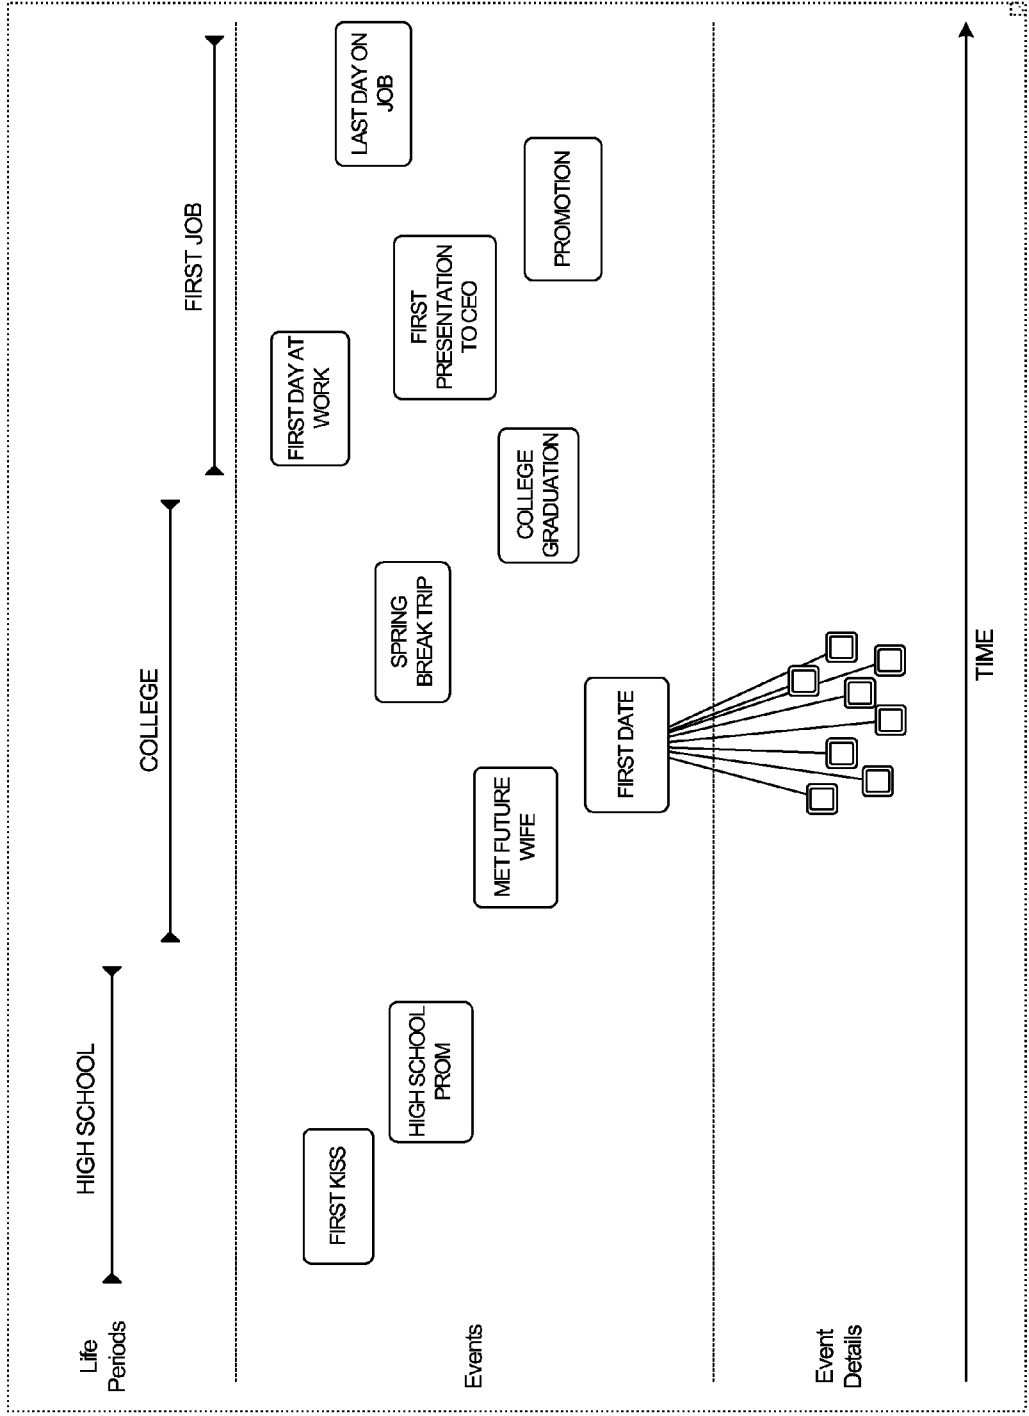 Life
Periods
HIGH SCHOOL
COLLEGE
FIRST JOB
Events
FIRST KISS
HIGH SCHOOL
PROM
MET FUTURE
WIFE
FIRST DATE
SPRING
BREAK TRIP
COLLEGE
GRADUATION
FIRST DAY AT
WORK
FIRST
PRESENTATION
TO CEO
PROMOTION
LAST DAY ON
JOB
Event
Details
TIME